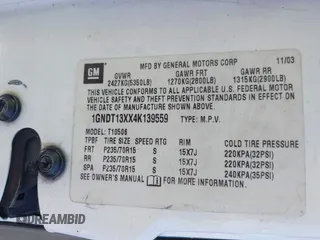 GM
MFD BY GENERAL MOTORS CORP 11/03
GVWR GAWR FRT GAWR RR
2427KG(5350LB) 1270KG(2800LB) 1315KG(2900LB)
THIS VEHICLE CONFORMS TO ALL APPLICABLE U.S. FEDERAL MOTOR
VEHICLE SAFETY, BUMPER, AND THEFT PREVENTION STANDARDS IN EFFECT ON THE
DATE OF MANUFACTURE SHOWN ABOVE.
1GNDT13XX4K139559 TYPE: M.P.V.
MODEL: T10506
TPBF TIRE SIZE SPEED RTG RIM COLD TIRE PRESSURE
FRT P235/70R15 S 15X7J 220KPA(32PSI)
RR P235/70R15 S 15X7J 220KPA(32PSI)
SPA P235/70R15 S 15X7J 240KPA(35PSI)
SEE OWNER'S MANUAL FOR ADDITIONAL INFORMATION
CLEAREDIMBID